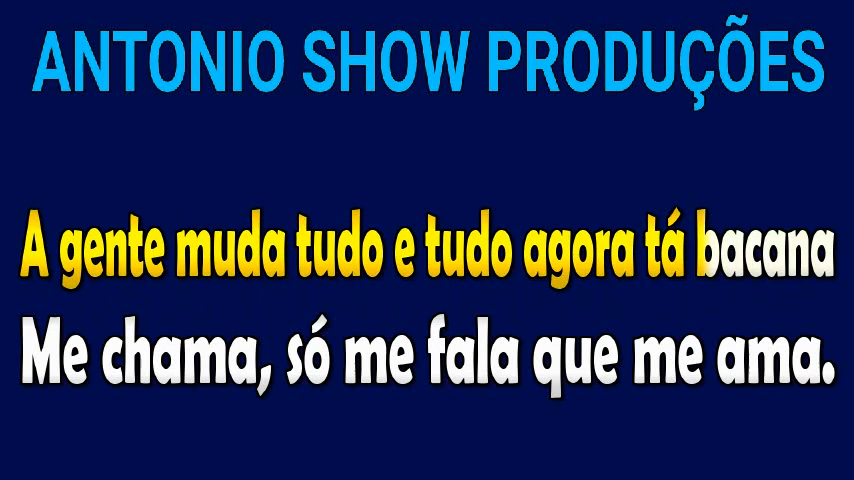 ANTONIO SHOW PRODUÇÕES
A gente muda tudo e tudo agora tá bacana
Me chama, só me fala que me ama.